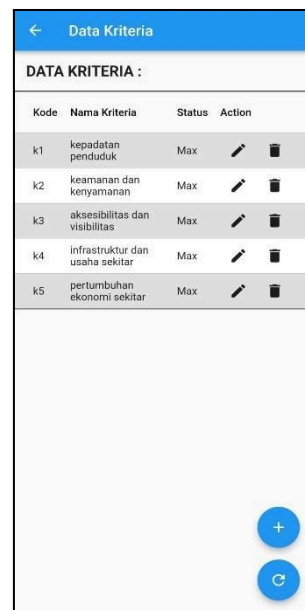 Data Kriteria
DATA KRITERIA :
Kode Nama Kriteria Status Action
k1 kepadatan penduduk Max
k2 keamanan dan kenyamanan Max
k3 aksesibilitas dan visibilitas Max
k4 infrastruktur dan usaha sekitar Max
k5 pertumbuhan ekonomi sekitar Max